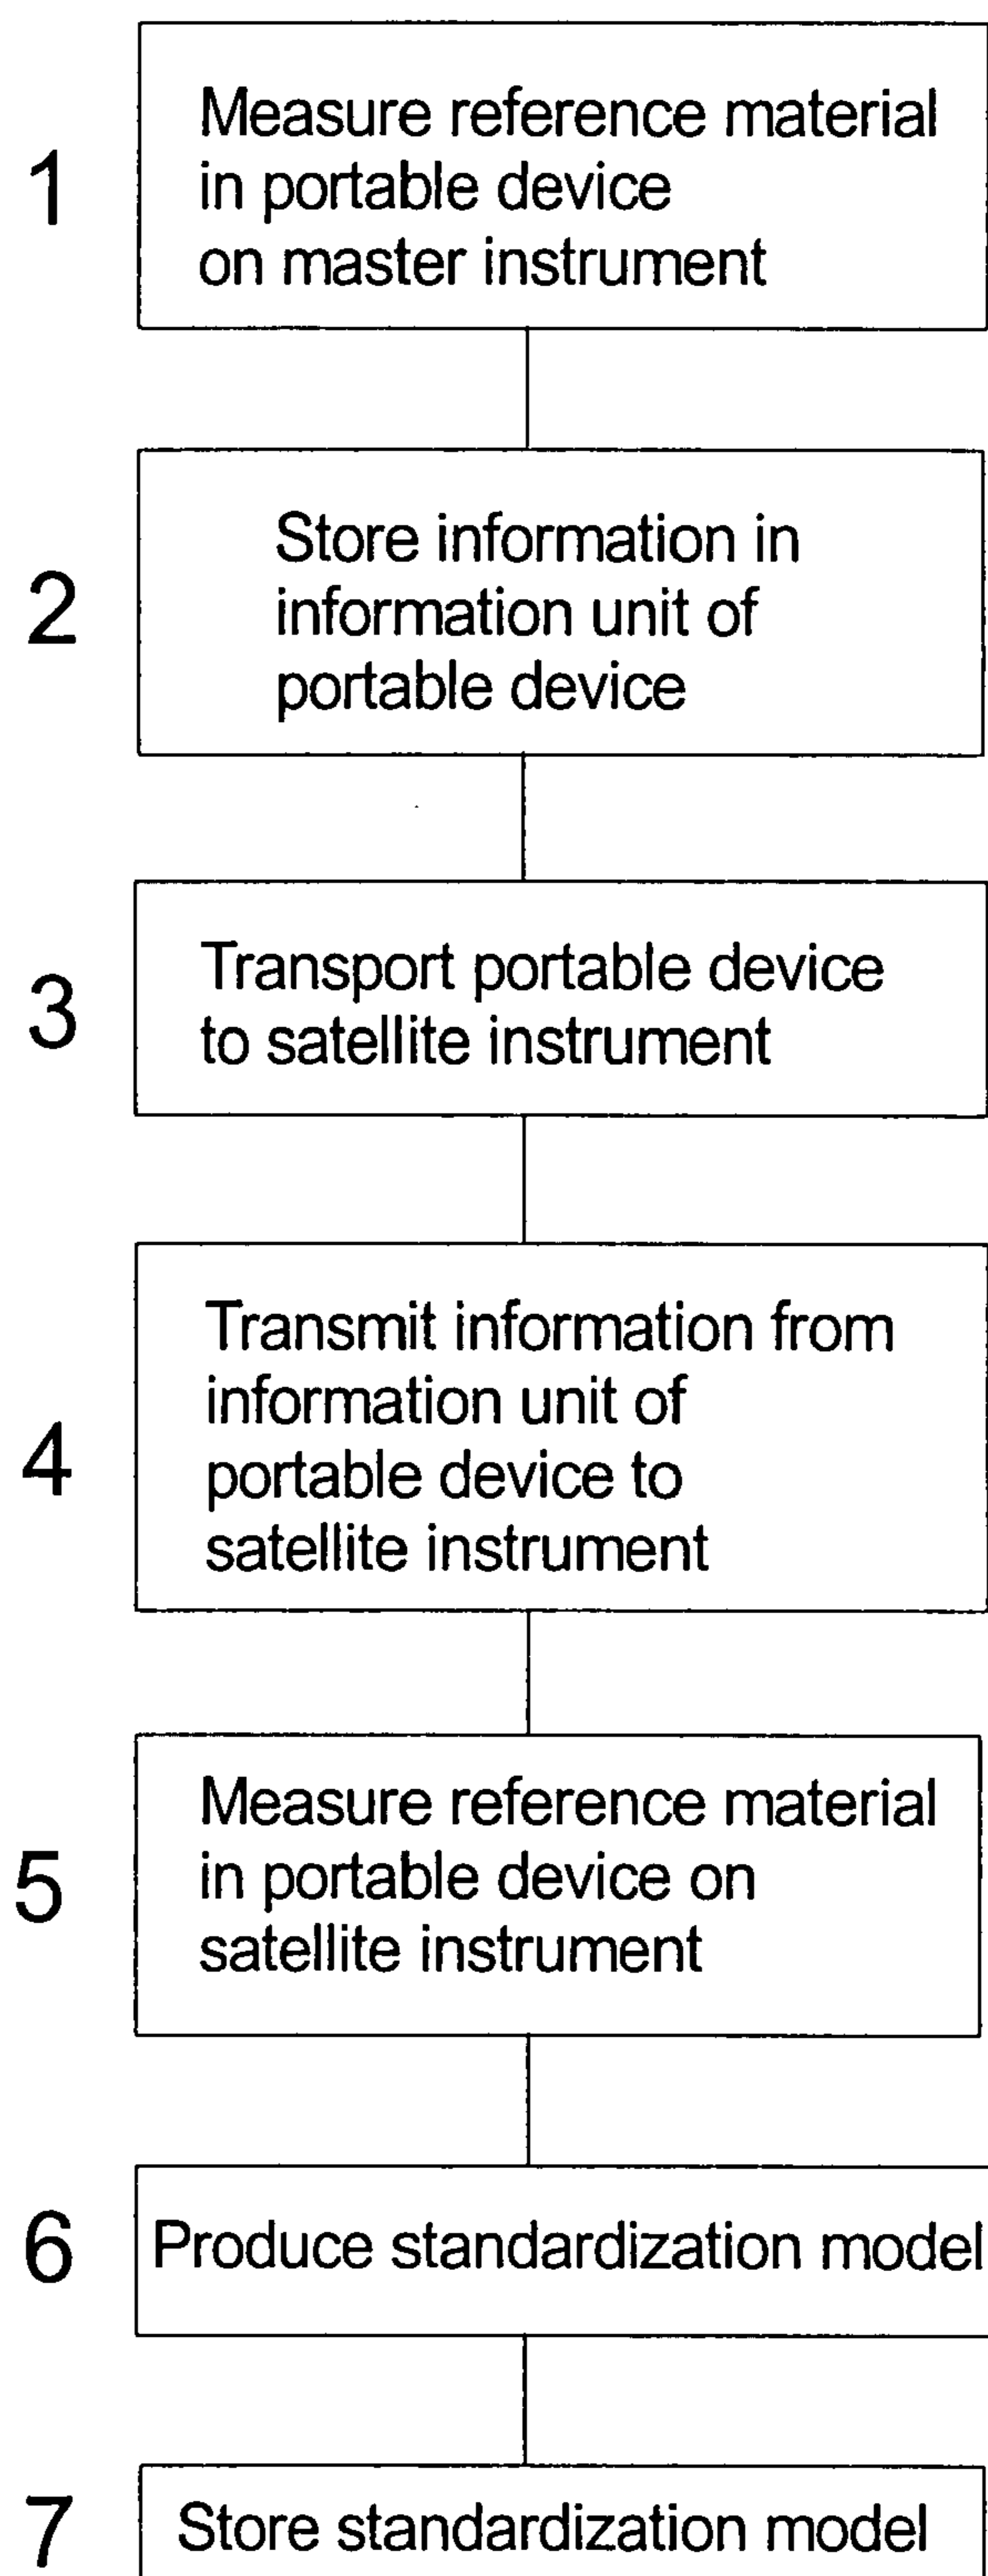 1
Measure reference material
in portable device
on master instrument
2
Store information in
information unit of
portable device
3
Transport portable device
to satellite instrument
4
Transmit information from
information unit of
portable device to
satellite instrument
5
Measure reference material
in portable device on
satellite instrument
6
Produce standardization model
7
Store standardization model